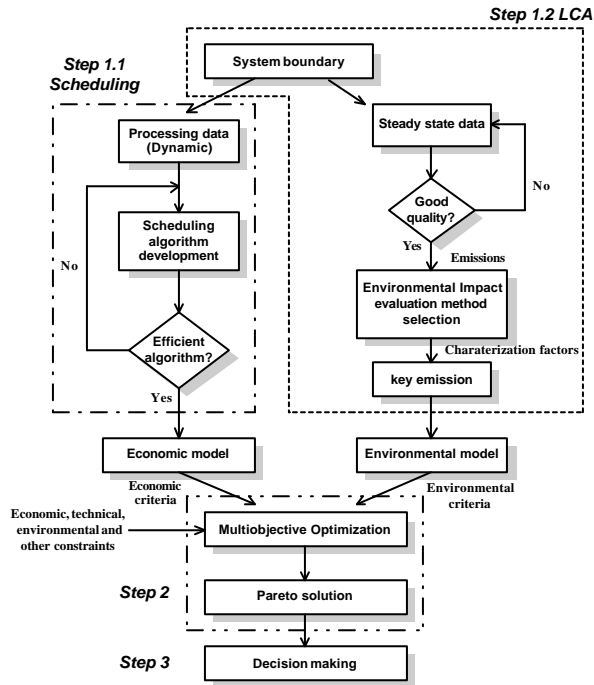 Step 1.2 LCA
Step 1.1
Scheduling
System boundary
Processing data
(Dynamic)
Steady state data
No
Good
quality?
Yes
Emissions
Scheduling
algorithm
development
No
Environmental Impact
evaluation method
selection
Efficient
algorithm?
Charaterization factors
key emission
Yes
Economic model
Environmental model
Economic
criteria
Environmental
criteria
Economic, technical,
environmental and
other constraints
Multiobjective Optimization
Step 2
Pareto solution
Step 3
Decision making